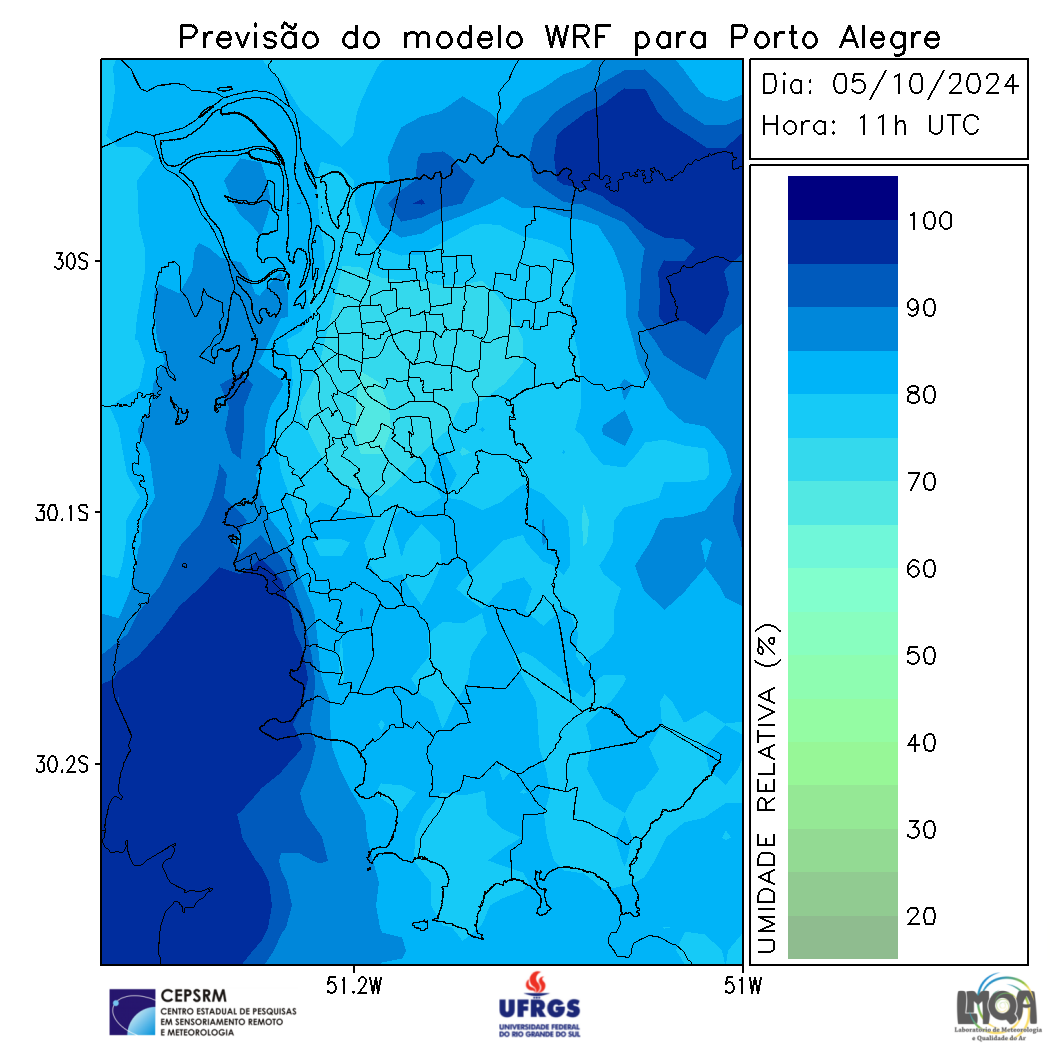 Previsão do modelo WRF para Porto Alegre
Dia: 05/10/2024
Hora: 11h UTC
100
90
80
70
60
50
40
30
20
UMIDADE RELATIVA (%)
30S
30.1S
30.2S
51.2W
51W
CEPSRM
CENTRO ESTADUAL DE PESQUISAS
EM SENSORIAMENTO REMOTO
E METEOROLOGIA
UFRGS
UNIVERSIDADE FEDERAL
DO RIO GRANDE DO SUL
LMQA
Laboratório de Meteorologia
e Qualidade do Ar